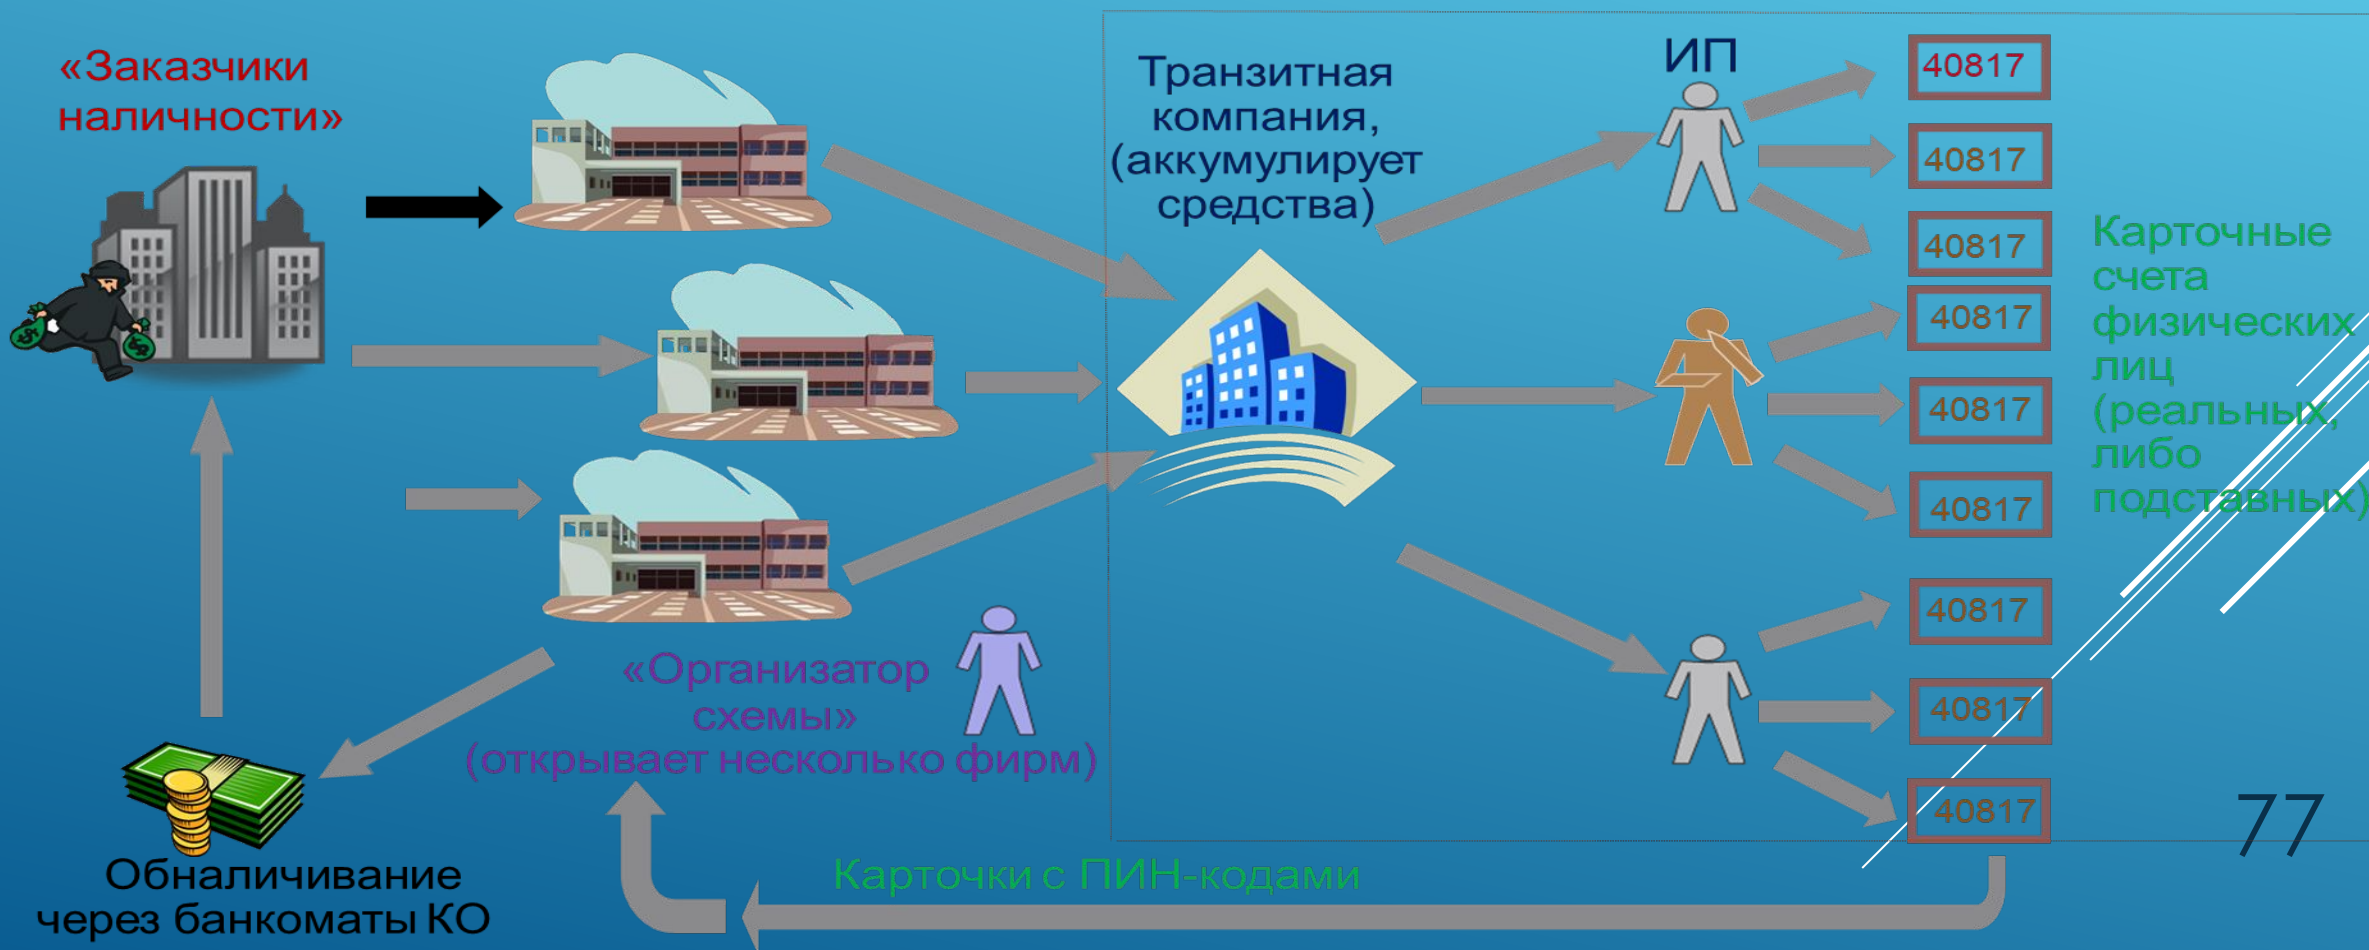 «Заказчики
наличности»
Транзитная
компания,
(аккумулирует
средства)
ИП
40817
40817
40817
40817
40817
40817
40817
40817
40817
Карточные
счета
физических
лиц
(реальных,
либо
подставных)
«Организатор
схемы»
(открывает несколько фирм)
Обналичивание
через банкоматы КО
Карточки с ПИН-кодами
77